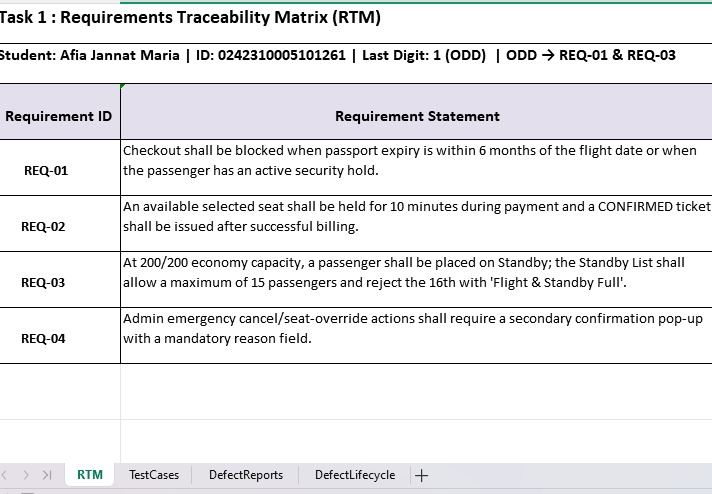 Task 1 : Requirements Traceability Matrix (RTM)
Student: Afia Jannat Maria | ID: 0242310005101261 | Last Digit: 1 (ODD) | ODD → REQ-01 & REQ-03
Requirement ID
Requirement Statement
REQ-01
Checkout shall be blocked when passport expiry is within 6 months of the flight date or when
the passenger has an active security hold.
REQ-02
An available selected seat shall be held for 10 minutes during payment and a CONFIRMED ticket
shall be issued after successful billing.
REQ-03
At 200/200 economy capacity, a passenger shall be placed on Standby; the Standby List shall
allow a maximum of 15 passengers and reject the 16th with 'Flight & Standby Full'.
REQ-04
Admin emergency cancel/seat-override actions shall require a secondary confirmation pop-up
with a mandatory reason field.
RTM
TestCases
DefectReports
DefectLifecycle